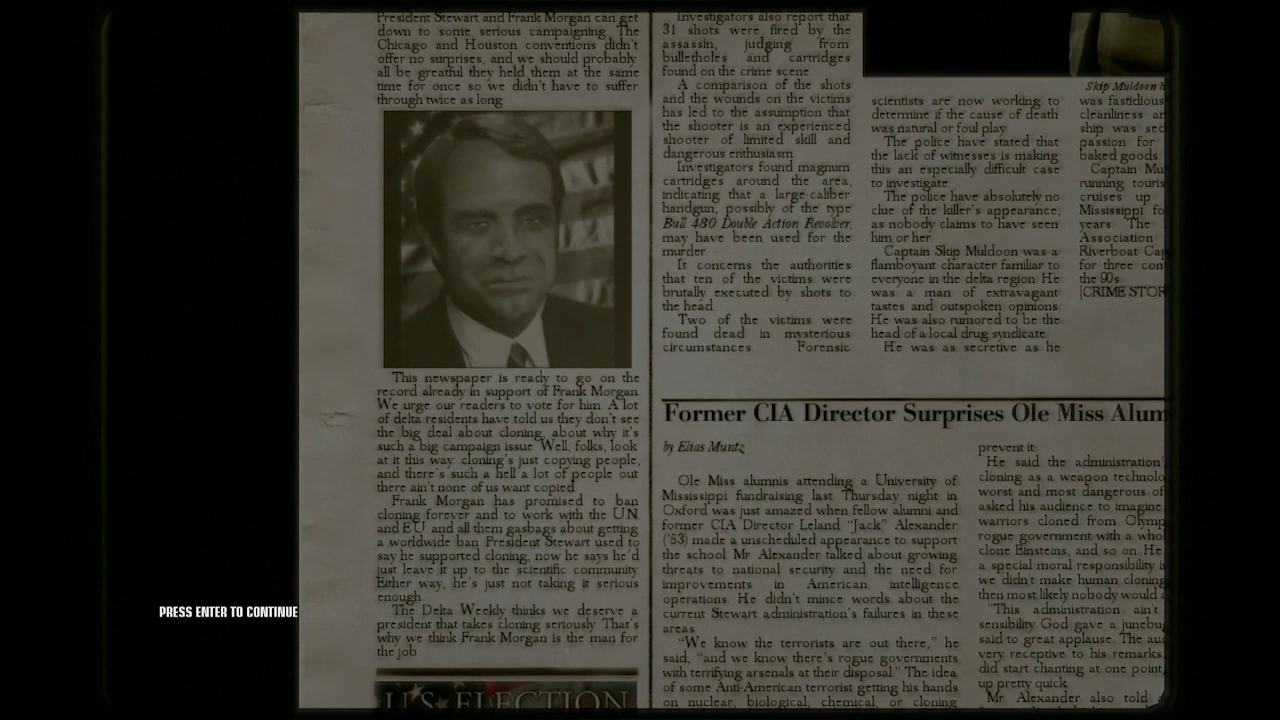 President Stewart and Frank Morgan can get
down to some serious campaigning. The
Chicago and Houston conventions didn't
offer no surprises, and we should probably
all be greatful they held them at the same
time for once so we didn't have to suffer
through twice as long.
This newspaper is ready to go on the
record already in support of Frank Morgan.
We urge our readers to vote for him. A lot
of delta residents have told us they don't see
the big deal about cloning, about why it's
such a big campaign issue. Well, folks, look
at it this way: cloning's just copying people,
and there's such a hell a lot of people out
there ain't none of us want copied.
Frank Morgan has promised to ban
cloning forever and to work with the U.N.
and E.U. and all them gasbags about getting
a worldwide ban. President Stewart used to
say he supported cloning, now he says he'd
just leave it up to the scientific community.
Either way, he's just not taking it serious
enough.
The Delta Weekly thinks we deserve a
president that takes cloning seriously. That's
why we think Frank Morgan is the man for
the job.
U.S. ELECTION
Investigators also report that
31 shots were fired by the
assassin, judging from
bulletholes and cartridges
found on the crime scene.
A comparison of the shots
and the wounds on the victims
has led to the assumption that
the shooter is an experienced
shooter of limited skill and
dangerous enthusiasm.
Investigators found magnum
cartridges around the area,
indicating that a large-caliber
handgun, possibly of the type
Bull 480 Double Action Revolver,
may have been used for the
murder.
It concerns the authorities
that ten of the victims were
brutally executed by shots to
the head.
Two of the victims were
found dead in mysterious
circumstances. Forensic
scientists are now working to
determine if the cause of death
was natural or foul play.
The police have stated that
the lack of witnesses is making
this an especially difficult case
to investigate.
The police have absolutely no
clue of the killer's appearance,
as nobody claims to have seen
him or her.
Captain Skip Muldoon was a
flamboyant character familiar to
everyone in the delta region. He
was a man of extravagant
tastes and outspoken opinions.
He was also rumored to be the
head of a local drug syndicate.
He was as secretive as he
Skip Muldoon h
was fastidious
cleanliness an
ship was sec
passion for
baked goods.
Captain Mul
running touris
cruises up
Mississippi fo
years. The
Association
Riverboat Cap
for three con
the 90s.
[CRIME STOR
Former CIA Director Surprises Ole Miss Alum
by Elias Muntz
Ole Miss alumnis attending a University of
Mississippi fundraising last Thursday night in
Oxford was just amazed when fellow alumni and
former CIA Director Leland "Jack" Alexander
('53) made a unscheduled appearance to support
the school. Mr. Alexander talked about growing
threats to national security and the need for
improvements in American intelligence
operations. He didn't mince words about the
current Stewart administration's failures in these
areas.
"We know the terrorists are out there," he
said, "and we know there's rogue governments
with terrifying arsenals at their disposal." The idea
of some Anti-American terrorist getting his hands
on nuclear, biological, chemical, or cloning
prevent it.
He said the administration'
cloning as a weapon technolo
worst and most dangerous of
asked his audience to imagine
warriors cloned from Olymp
rogue government with a whol
clone Einsteins, and so on. He
a special moral responsibility i
we didn't make human cloning
then most likely nobody would a
"This administration ain't
sensibility God gave a junebug
said to great applause. The aud
very receptive to his remarks,
did start chanting at one point,
up pretty quick.
Mr. Alexander also told a
PRESS ENTER TO CONTINUE